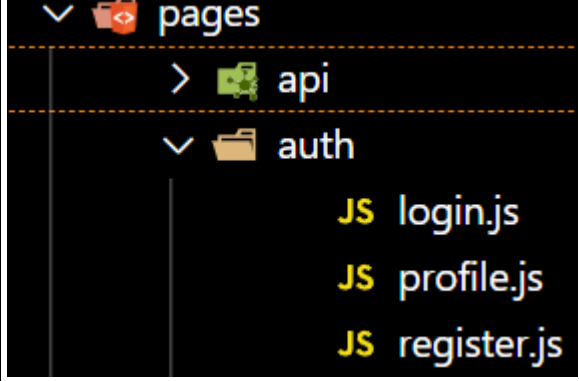 pages
api
auth
JS login.js
JS profile.js
JS register.js